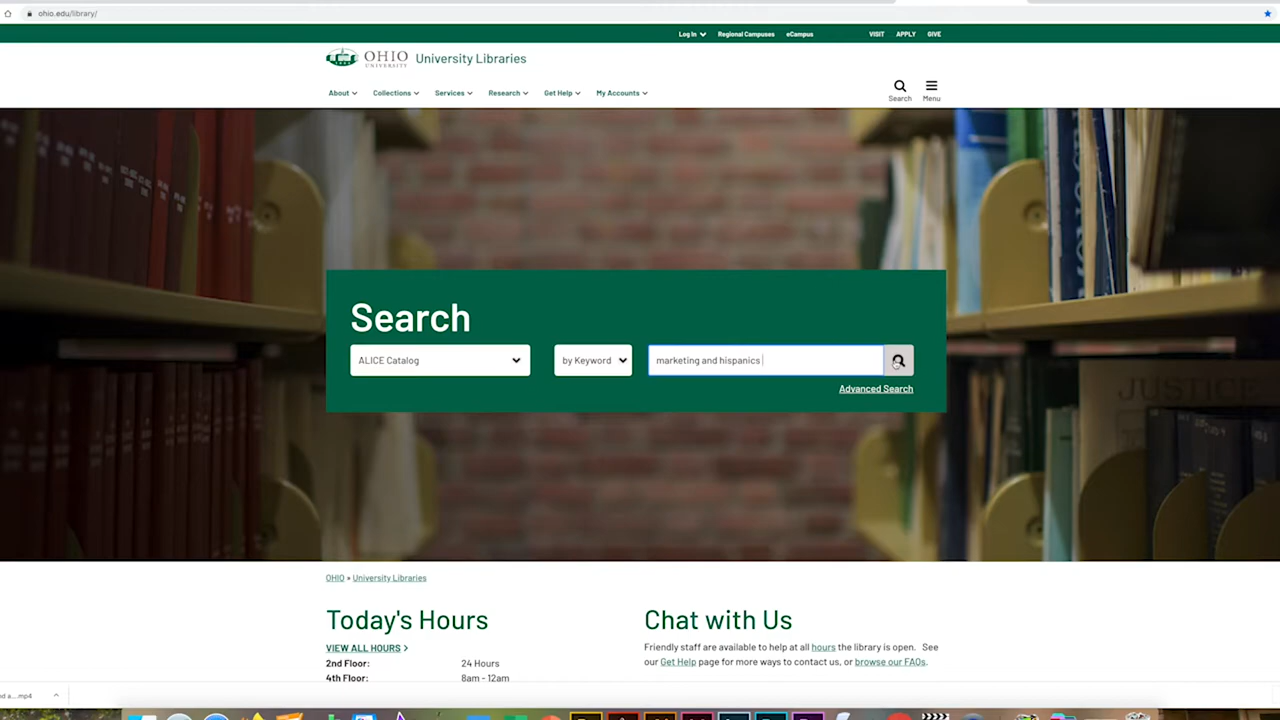 ohio.edu/library/
Log In Regional Campuses eCampus VISIT APPLY GIVE
OHIO UNIVERSITY University Libraries
About Collections Services Research Get Help My Accounts Search Menu
JUSTICE
Search
ALICE Catalog by Keyword marketing and hispanics
Advanced Search
OHIO » University Libraries
Today's Hours
VIEW ALL HOURS >
2nd Floor: 24 Hours
4th Floor: 8am - 12am
Chat with Us
Friendly staff are available to help at all hours the library is open. See
our Get Help page for more ways to contact us, or browse our FAQs.
d a....mp4